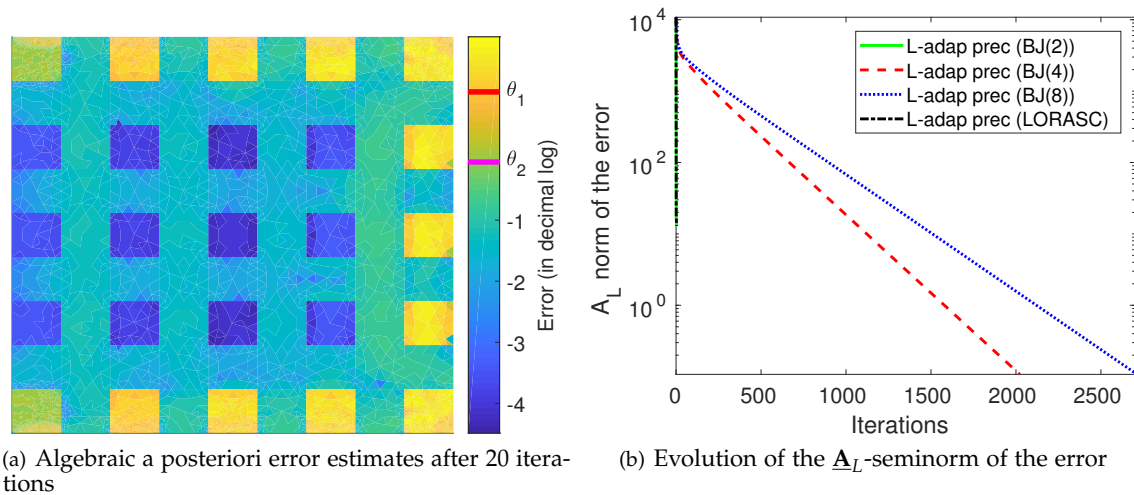 θ1
θ2
-1
-2
-3
-4
Error (in decimal log)
(a) Algebraic a posteriori error estimates after 20 itera-
tions
10^4
10^2
10^0
A_L norm of the error
0
500
1000
1500
2000
2500
Iterations
L-adap prec (BJ(2))
L-adap prec (BJ(4))
L-adap prec (BJ(8))
L-adap prec (LORASC)
(b) Evolution of the A_L-seminorm of the error